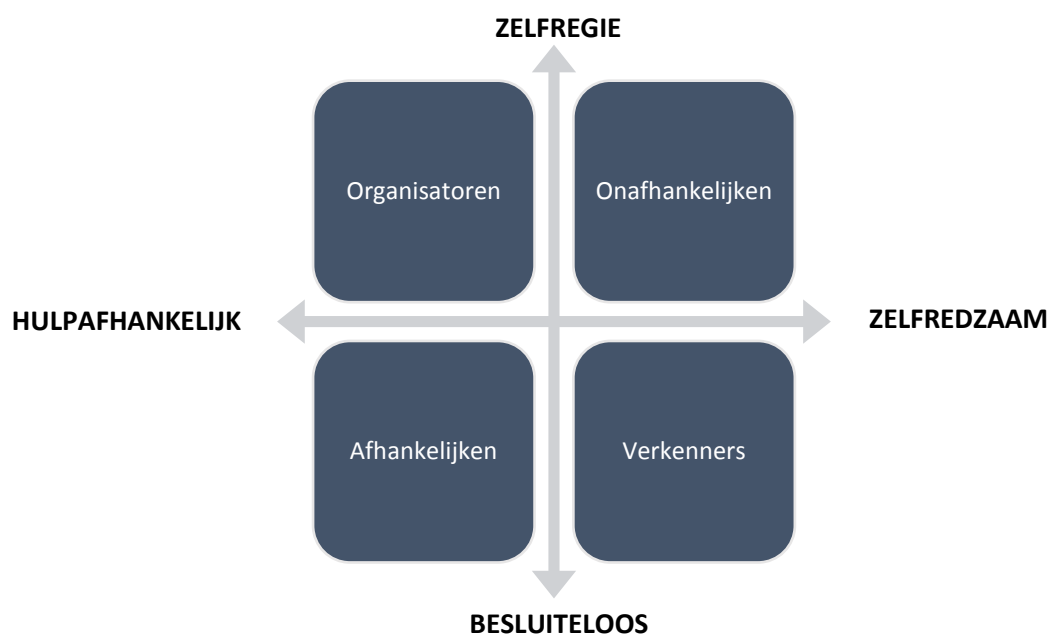 ZELFREGIE
Organisatoren
Onafhankelijken
HULPAFHANKELIJK
ZELFREDZAAM
Afhankelijken
Verkenners
BESLUITELOOS